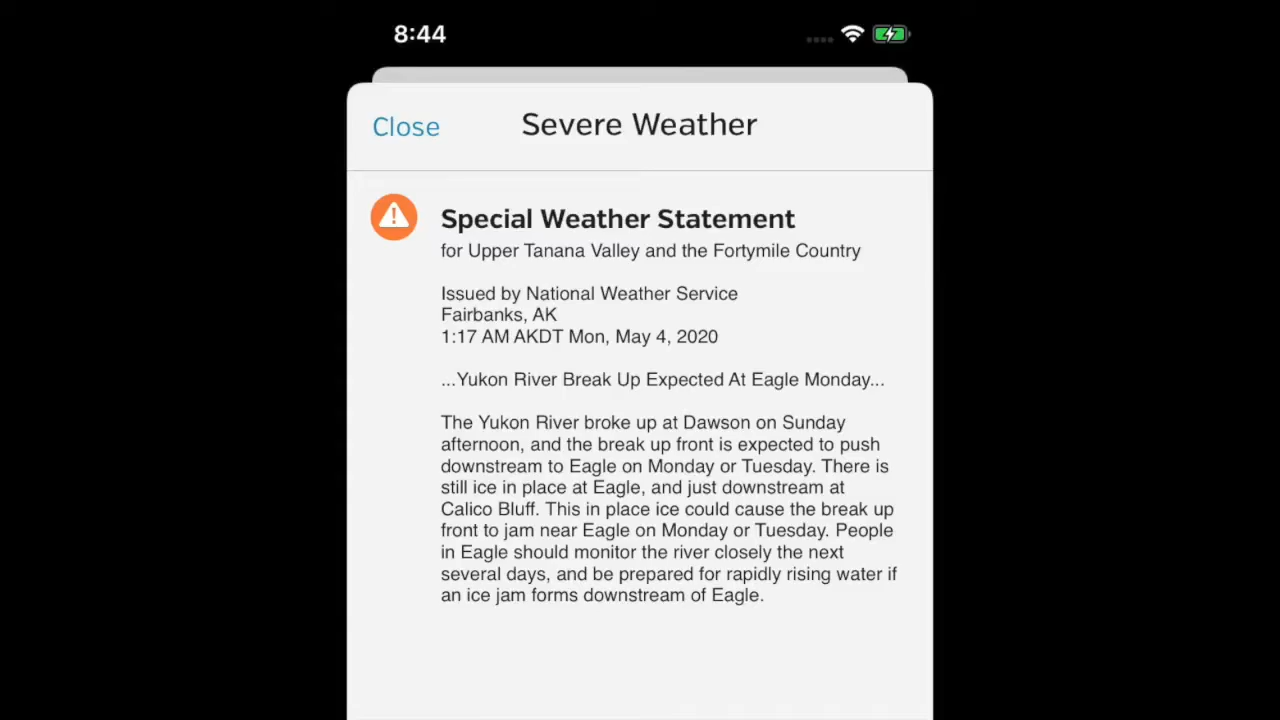 8:44
Close
Severe Weather
Special Weather Statement
for Upper Tanana Valley and the Fortymile Country
Issued by National Weather Service
Fairbanks, AK
1:17 AM AKDT Mon, May 4, 2020
...Yukon River Break Up Expected At Eagle Monday...
The Yukon River broke up at Dawson on Sunday
afternoon, and the break up front is expected to push
downstream to Eagle on Monday or Tuesday. There is
still ice in place at Eagle, and just downstream at
Calico Bluff. This in place ice could cause the break up
front to jam near Eagle on Monday or Tuesday. People
in Eagle should monitor the river closely the next
several days, and be prepared for rapidly rising water if
an ice jam forms downstream of Eagle.